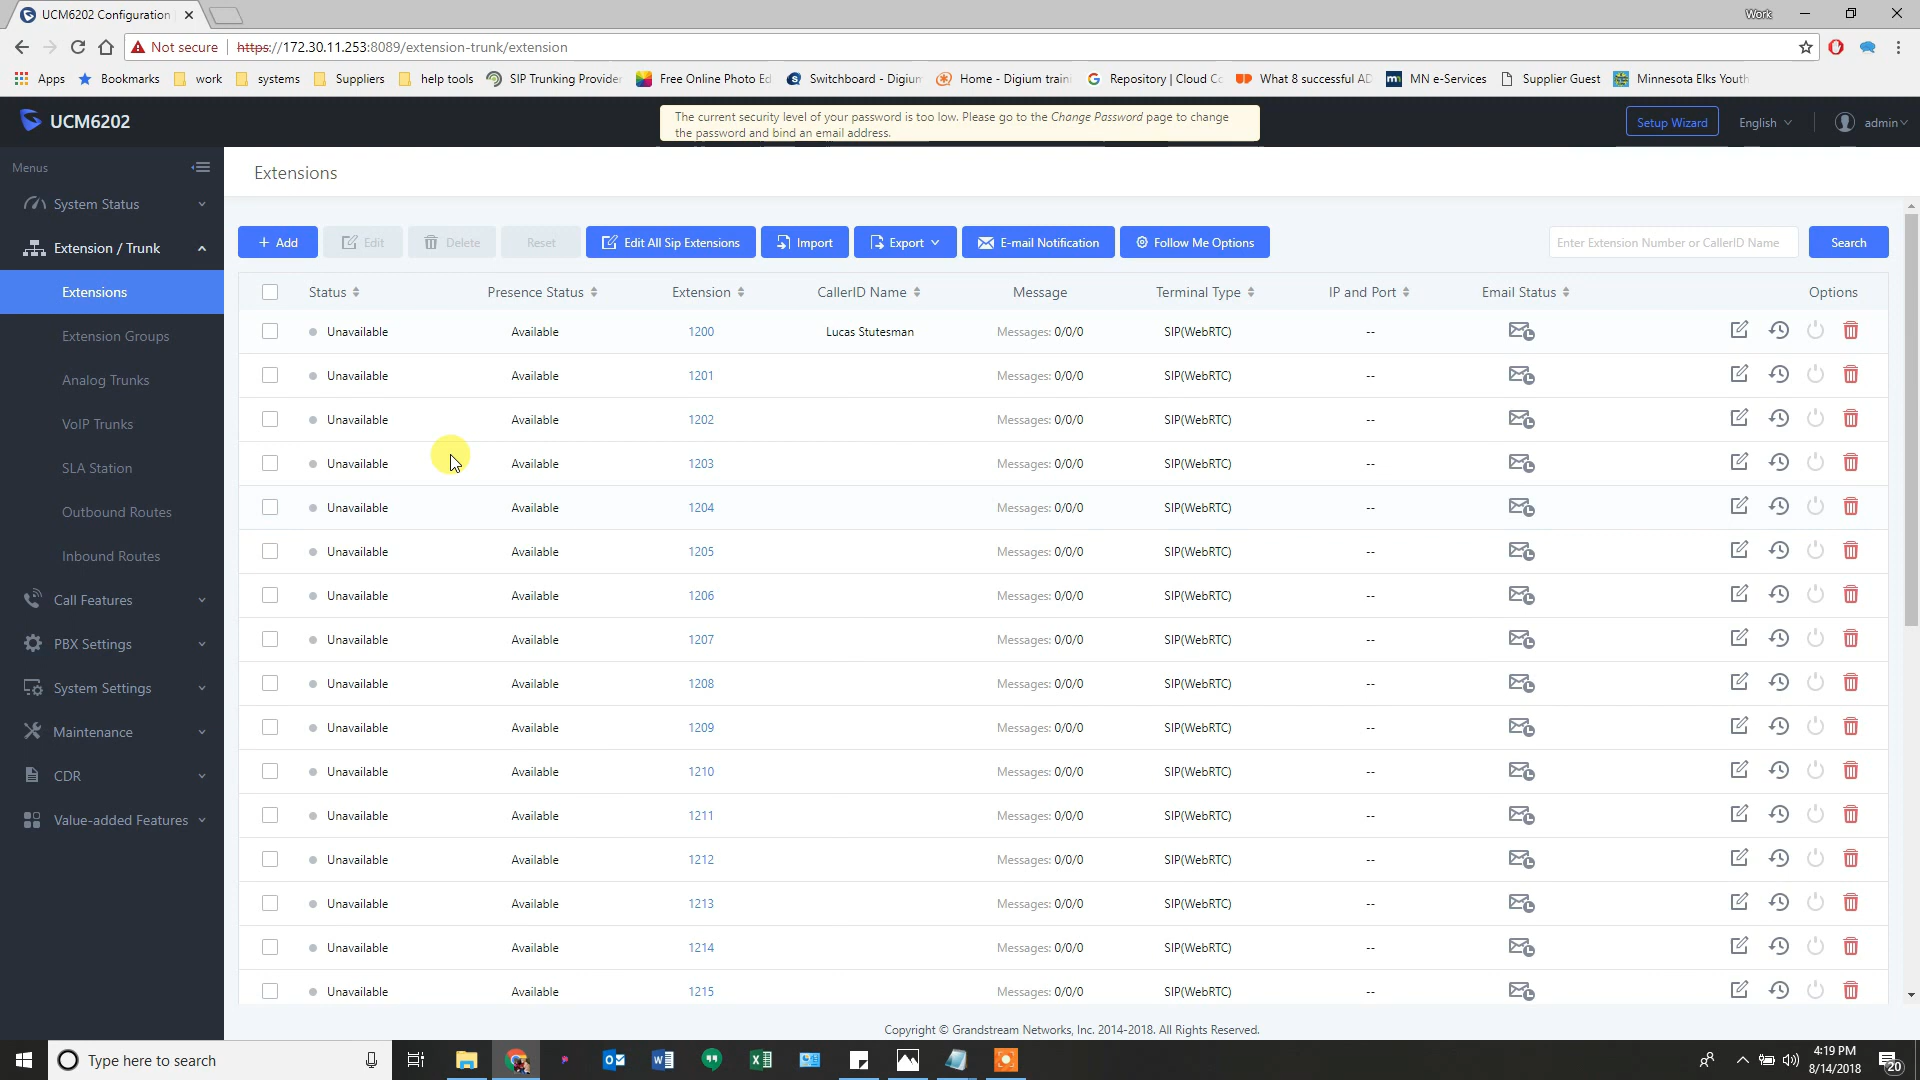 UCM6202 Configuration
Work
Not secure
https://172.30.11.253:8089/extension-trunk/extension
Apps
Bookmarks
work
systems
Suppliers
help tools
SIP Trunking Provider
Free Online Photo Ed
Switchboard - Digium
Home - Digium traini
Repository | Cloud Co
What 8 successful AD
MN e-Services
Supplier Guest
Minnesota Elks Youth
UCM6202
The current security level of your password is too low. Please go to the Change Password page to change
the password and bind an email address.
Setup Wizard
English
admin
Menus
System Status
Extension / Trunk
Extensions
Extension Groups
Analog Trunks
VoIP Trunks
SLA Station
Outbound Routes
Inbound Routes
Call Features
PBX Settings
System Settings
Maintenance
CDR
Value-added Features
Extensions
+ Add
Edit
Delete
Reset
Edit All Sip Extensions
Import
Export
E-mail Notification
Follow Me Options
Enter Extension Number or CallerID Name
Search
Status Presence Status Extension CallerID Name Message Terminal Type IP and Port Email Status Options
Unavailable Available 1200 Lucas Stutesman Messages: 0/0/0 SIP(WebRTC) --
Unavailable Available 1201 Messages: 0/0/0 SIP(WebRTC) --
Unavailable Available 1202 Messages: 0/0/0 SIP(WebRTC) --
Unavailable Available 1203 Messages: 0/0/0 SIP(WebRTC) --
Unavailable Available 1204 Messages: 0/0/0 SIP(WebRTC) --
Unavailable Available 1205 Messages: 0/0/0 SIP(WebRTC) --
Unavailable Available 1206 Messages: 0/0/0 SIP(WebRTC) --
Unavailable Available 1207 Messages: 0/0/0 SIP(WebRTC) --
Unavailable Available 1208 Messages: 0/0/0 SIP(WebRTC) --
Unavailable Available 1209 Messages: 0/0/0 SIP(WebRTC) --
Unavailable Available 1210 Messages: 0/0/0 SIP(WebRTC) --
Unavailable Available 1211 Messages: 0/0/0 SIP(WebRTC) --
Unavailable Available 1212 Messages: 0/0/0 SIP(WebRTC) --
Unavailable Available 1213 Messages: 0/0/0 SIP(WebRTC) --
Unavailable Available 1214 Messages: 0/0/0 SIP(WebRTC) --
Unavailable Available 1215 Messages: 0/0/0 SIP(WebRTC) --
Copyright © Grandstream Networks, Inc. 2014-2018. All Rights Reserved.
Type here to search
4:19 PM
8/14/2018
20